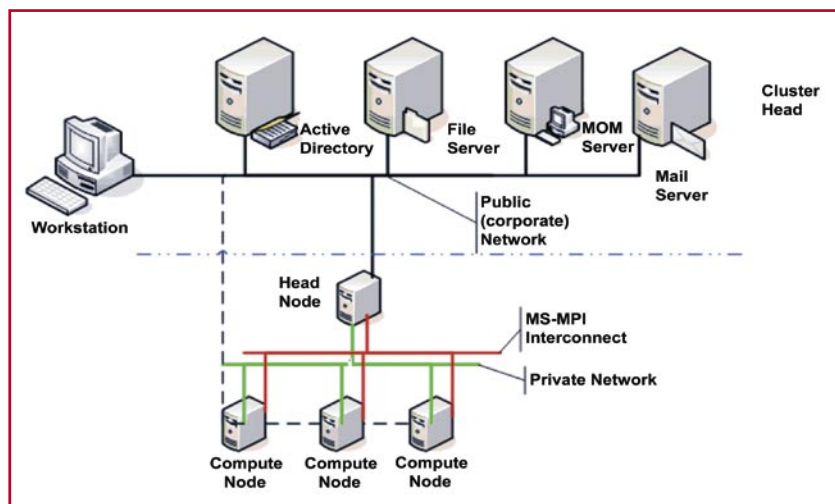 Cluster
Head
Active
Directory
File
Server
MOM
Server
Mail
Server
Workstation
Public
(corporate)
Network
Head
Node
MS-MPI
Interconnect
Private Network
Compute
Node
Compute
Node
Compute
Node